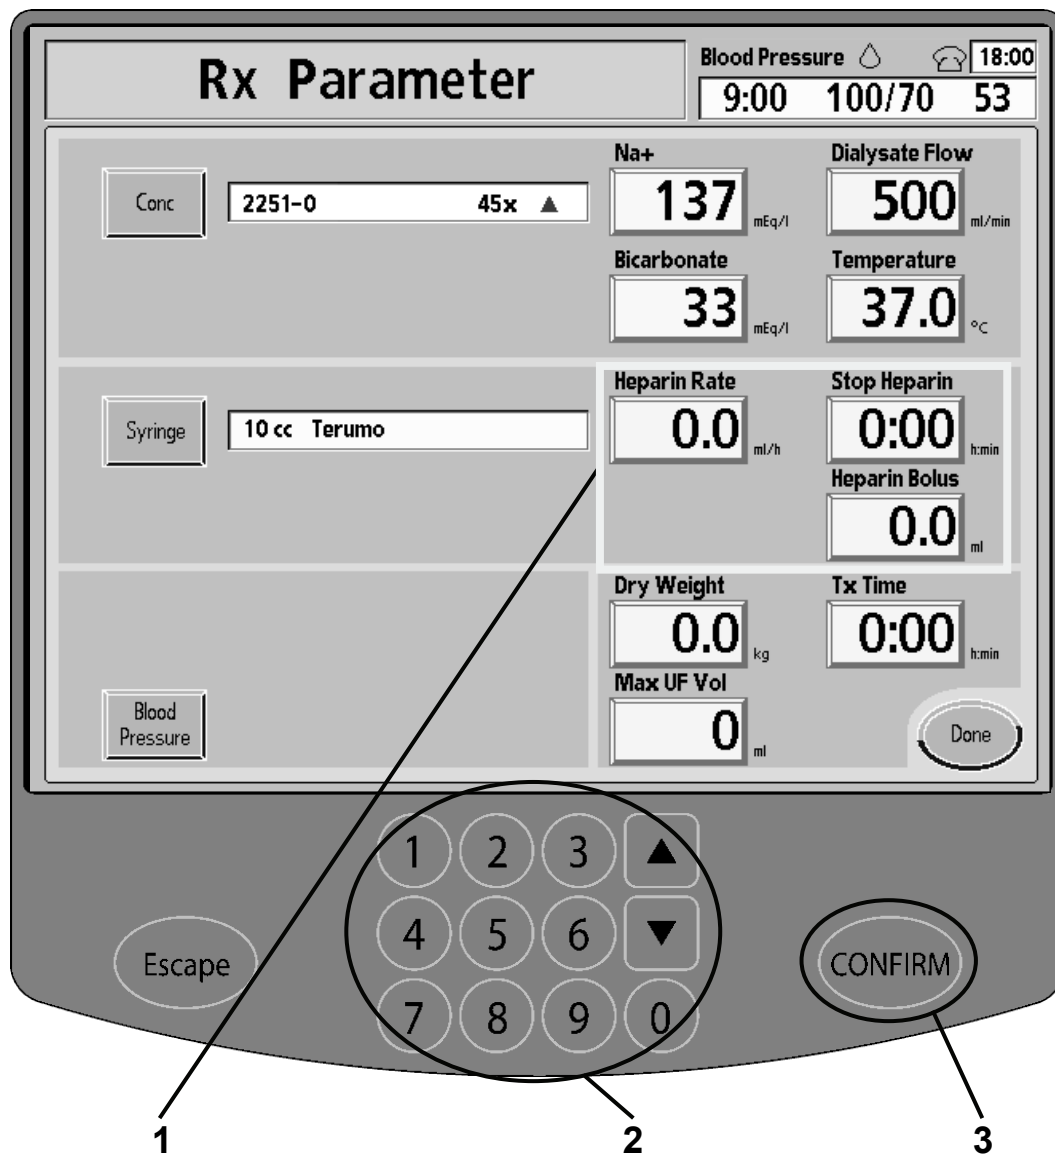 Rx Parameter
Blood Pressure 18:00
9:00 100/70 53
Conc
2251-0 45x ▲
Na+ Dialysate Flow
137 mEq/l 500 ml/min
Bicarbonate Temperature
33 mEq/l 37.0 °C
Syringe
10 cc Terumo
Heparin Rate Stop Heparin
0.0 ml/h 0:00 h:min
Heparin Bolus
0.0 ml
Blood
Pressure
Dry Weight Tx Time
0.0 kg 0:00 h:min
Max UF Vol
0 ml
Done
1 2 3 ▲
4 5 6 ▼
7 8 9 0
Escape
CONFIRM
1 2 3